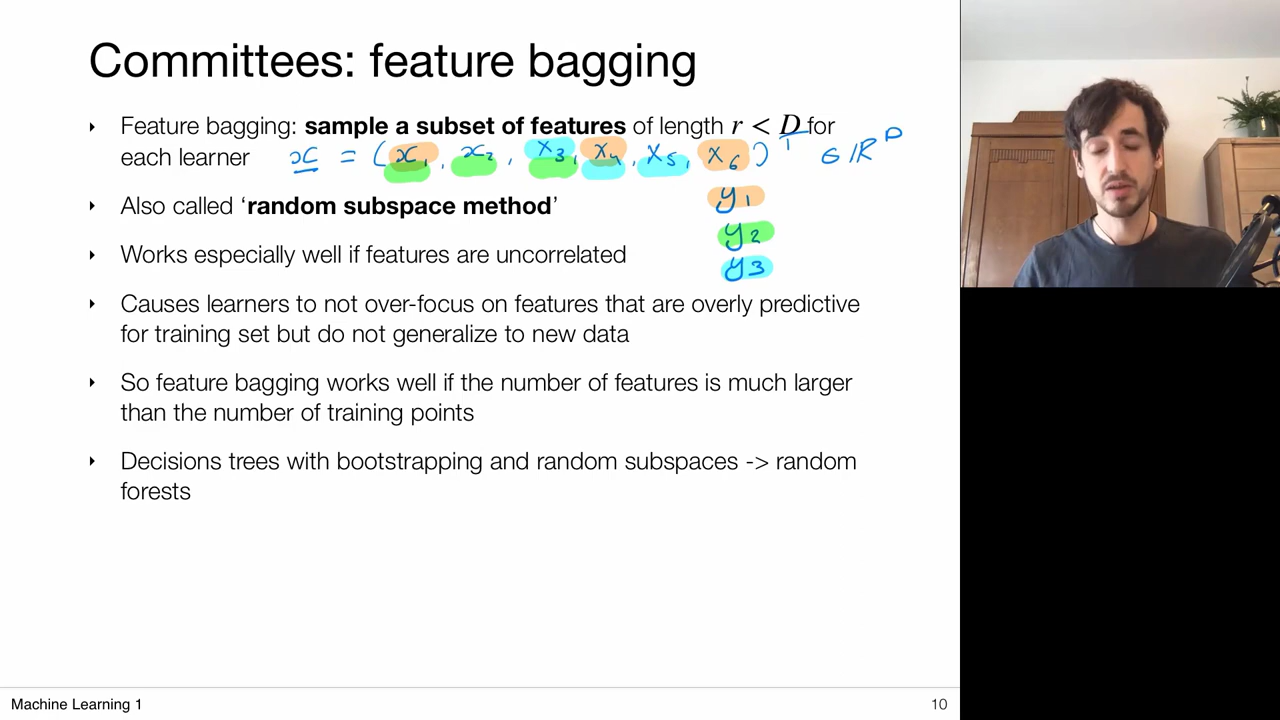 Committees: feature bagging
‣ Feature bagging: sample a subset of features of length r < D for
each learner x = (x₁, x₂, x₃, x₄, x₅, x₆)ᵀ ∈ ℝᴰ
‣ Also called ‘random subspace method’
y₁
y₂
‣ Works especially well if features are uncorrelated
y₃
‣ Causes learners to not over-focus on features that are overly predictive
for training set but do not generalize to new data
‣ So feature bagging works well if the number of features is much larger
than the number of training points
‣ Decisions trees with bootstrapping and random subspaces -> random
forests
Machine Learning 1
10